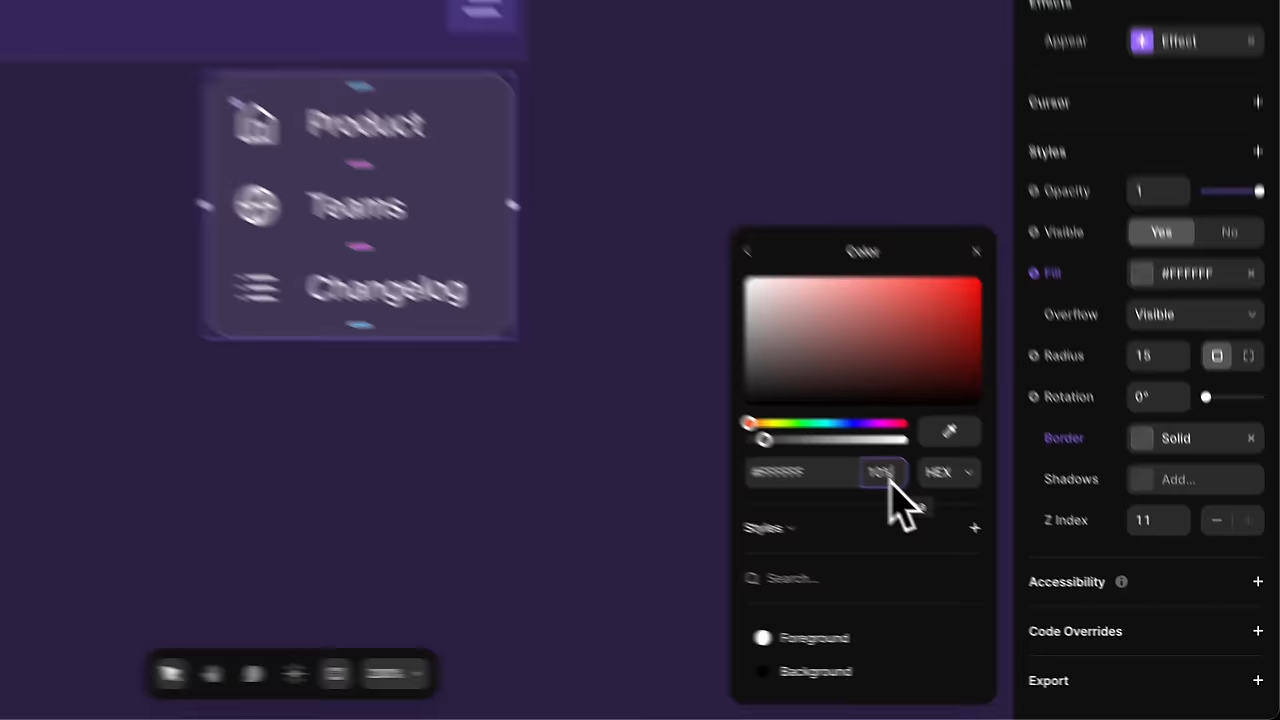 Effects
Appear
Effect
Product
Cursor
Styles
Opacity
1
Teams
Visible
Yes
No
Color
Fill
#FFFFFF
Changelog
Overflow
Visible
Radius
15
Rotation
0°
Border
Solid
#FFFFFF
HEX
Shadows
Add...
Z Index
11
Styles
Search...
Accessibility
Code Overrides
Foreground
Background
Export